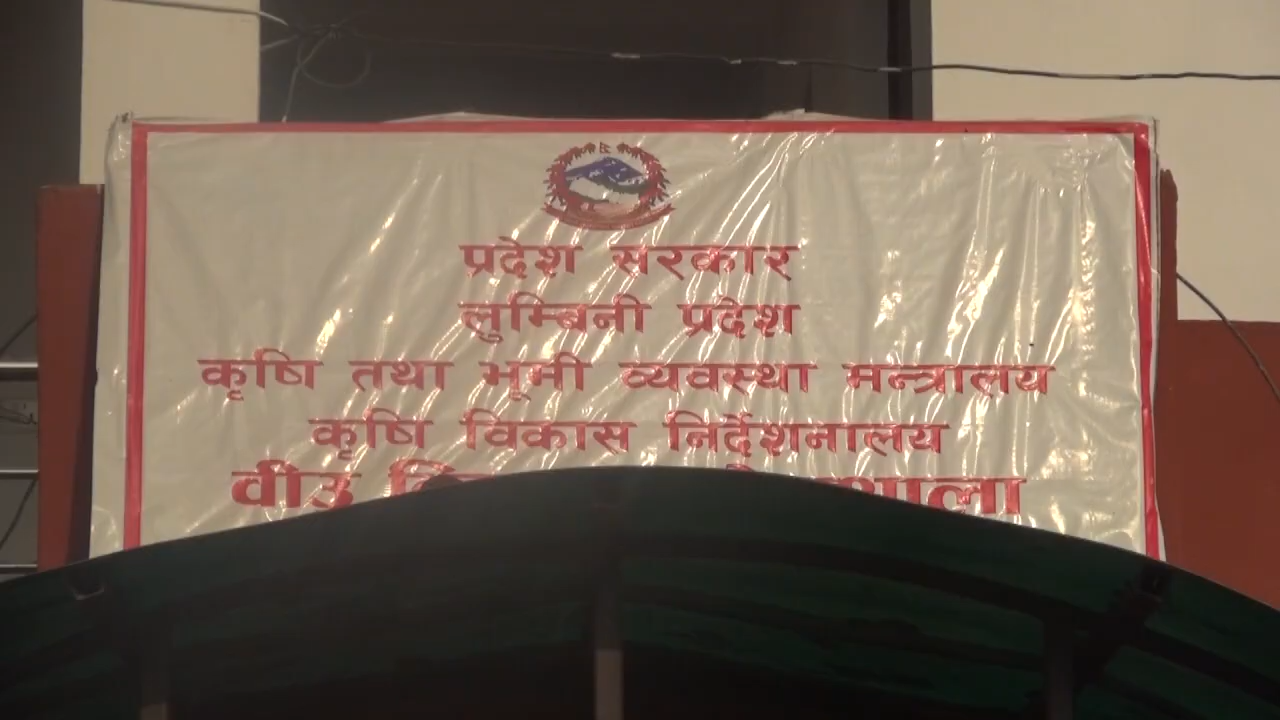 प्रदेश सरकार
लुम्बिनी प्रदेश
कृषि तथा भूमी व्यवस्था मन्त्रालय
कृषि विकास निर्देशनालय
वीउ